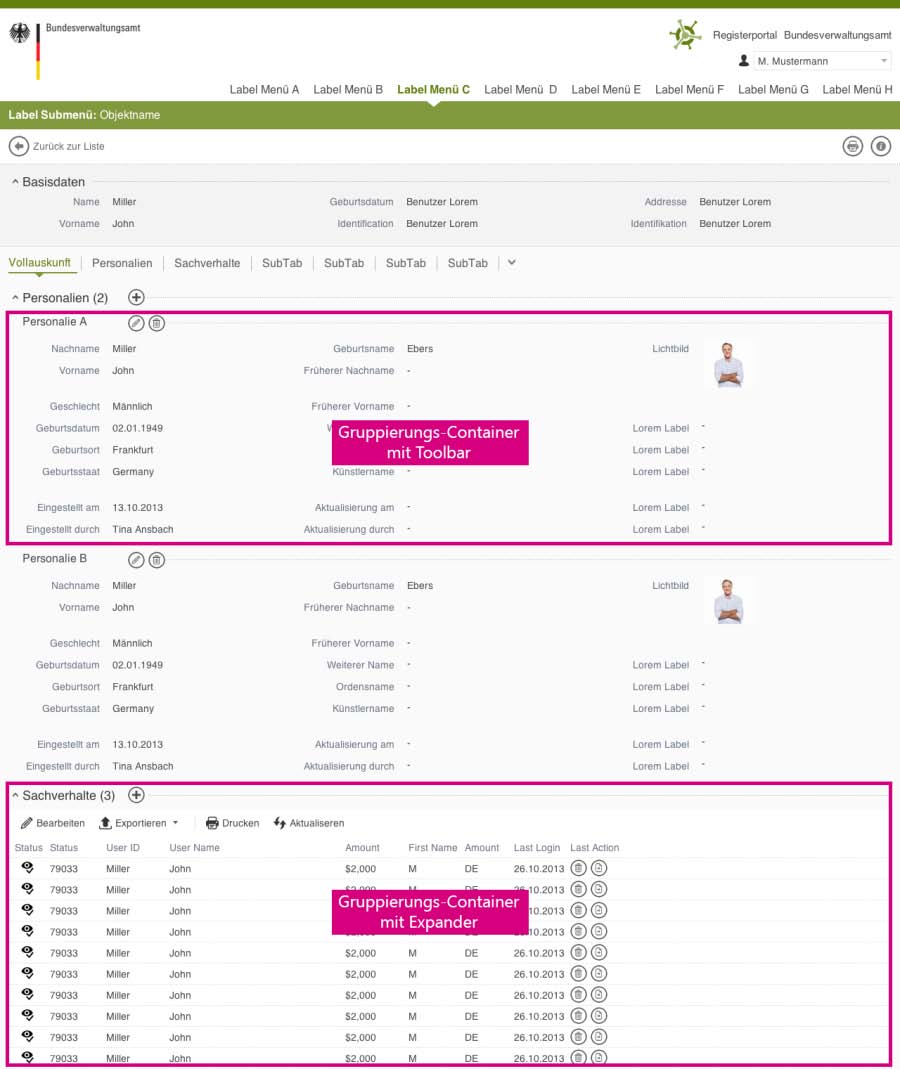 Bundesverwaltungsamt
Registerportal Bundesverwaltungsamt
M. Mustermann
Label Menü A Label Menü B Label Menü C Label Menü D Label Menü E Label Menü F Label Menü G Label Menü H
Label Submenü: Objektname
Zurück zur Liste
Basisdaten
Name Miller Geburtsdatum Benutzer Lorem Addresse Benutzer Lorem
Vorname John Identification Benutzer Lorem Identifikation Benutzer Lorem
Vollauskunft Personalien Sachverhalte SubTab SubTab SubTab SubTab
Personalien (2)
Personalie A
Nachname Miller Geburtsname Ebers Lichtbild
Vorname John Früherer Nachname -
Geschlecht Männlich Früherer Vorname -
Geburtsdatum 02.01.1949 Lorem Label -
Gruppierungs-Container
mit Toolbar
Geburtsort Frankfurt Lorem Label -
Geburtsstaat Germany Künstlername - Lorem Label -
Eingestellt am 13.10.2013 Aktualisierung am - Lorem Label -
Eingestellt durch Tina Ansbach Aktualisierung durch - Lorem Label -
Personalie B
Nachname Miller Geburtsname Ebers Lichtbild
Vorname John Früherer Nachname -
Geschlecht Männlich Früherer Vorname -
Geburtsdatum 02.01.1949 Weiterer Name - Lorem Label -
Geburtsort Frankfurt Ordensname - Lorem Label -
Geburtsstaat Germany Künstlername - Lorem Label -
Eingestellt am 13.10.2013 Aktualisierung am - Lorem Label -
Eingestellt durch Tina Ansbach Aktualisierung durch - Lorem Label -
Sachverhalte (3)
Bearbeiten Exportieren Drucken Aktualiseren
Status Status User ID User Name Amount First Name Amount Last Login Last Action
79033 Miller John $2,000 M DE 26.10.2013
79033 Miller John $2,000 M DE 26.10.2013
79033 Miller John 26.10.2013
Gruppierungs-Container
mit Expander
79033 Miller John 26.10.2013
79033 Miller John $2,000 M DE 26.10.2013
79033 Miller John $2,000 M DE 26.10.2013
79033 Miller John $2,000 M DE 26.10.2013
79033 Miller John $2,000 M DE 26.10.2013
79033 Miller John $2,000 M DE 26.10.2013
79033 Miller John $2,000 M DE 26.10.2013